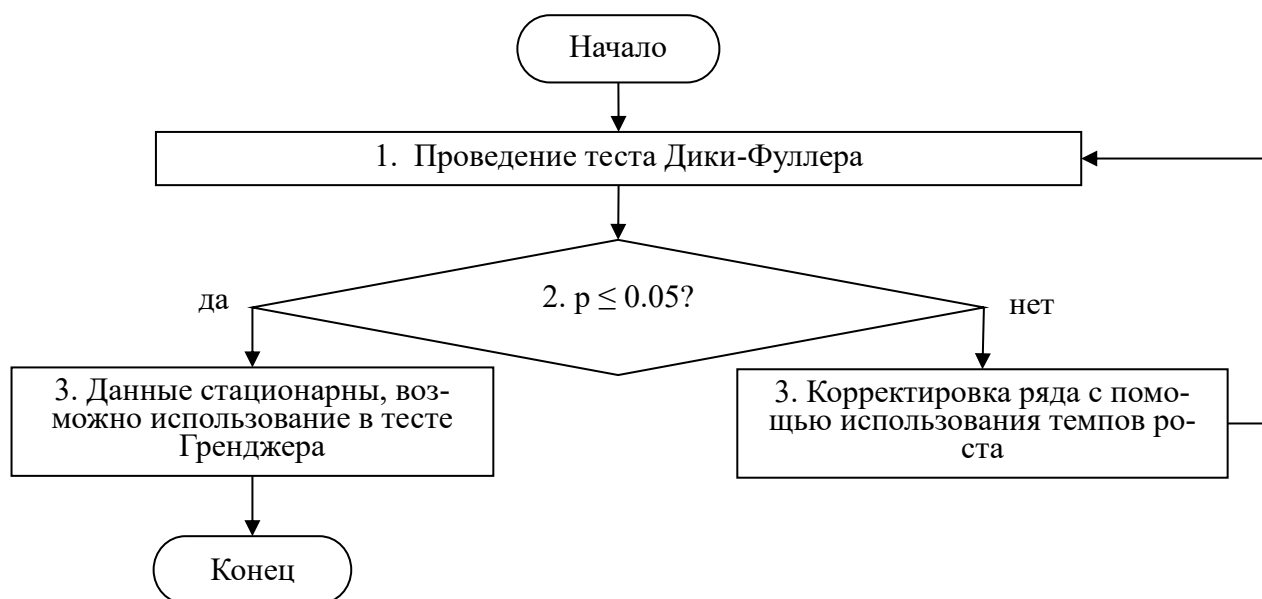 Начало
1. Проведение теста Дики-Фуллера
2. p ≤ 0.05?
да
нет
3. Данные стационарны, воз-
можно использование в тесте
Гренджера
3. Корректировка ряда с помо-
щью использования темпов ро-
ста
Конец